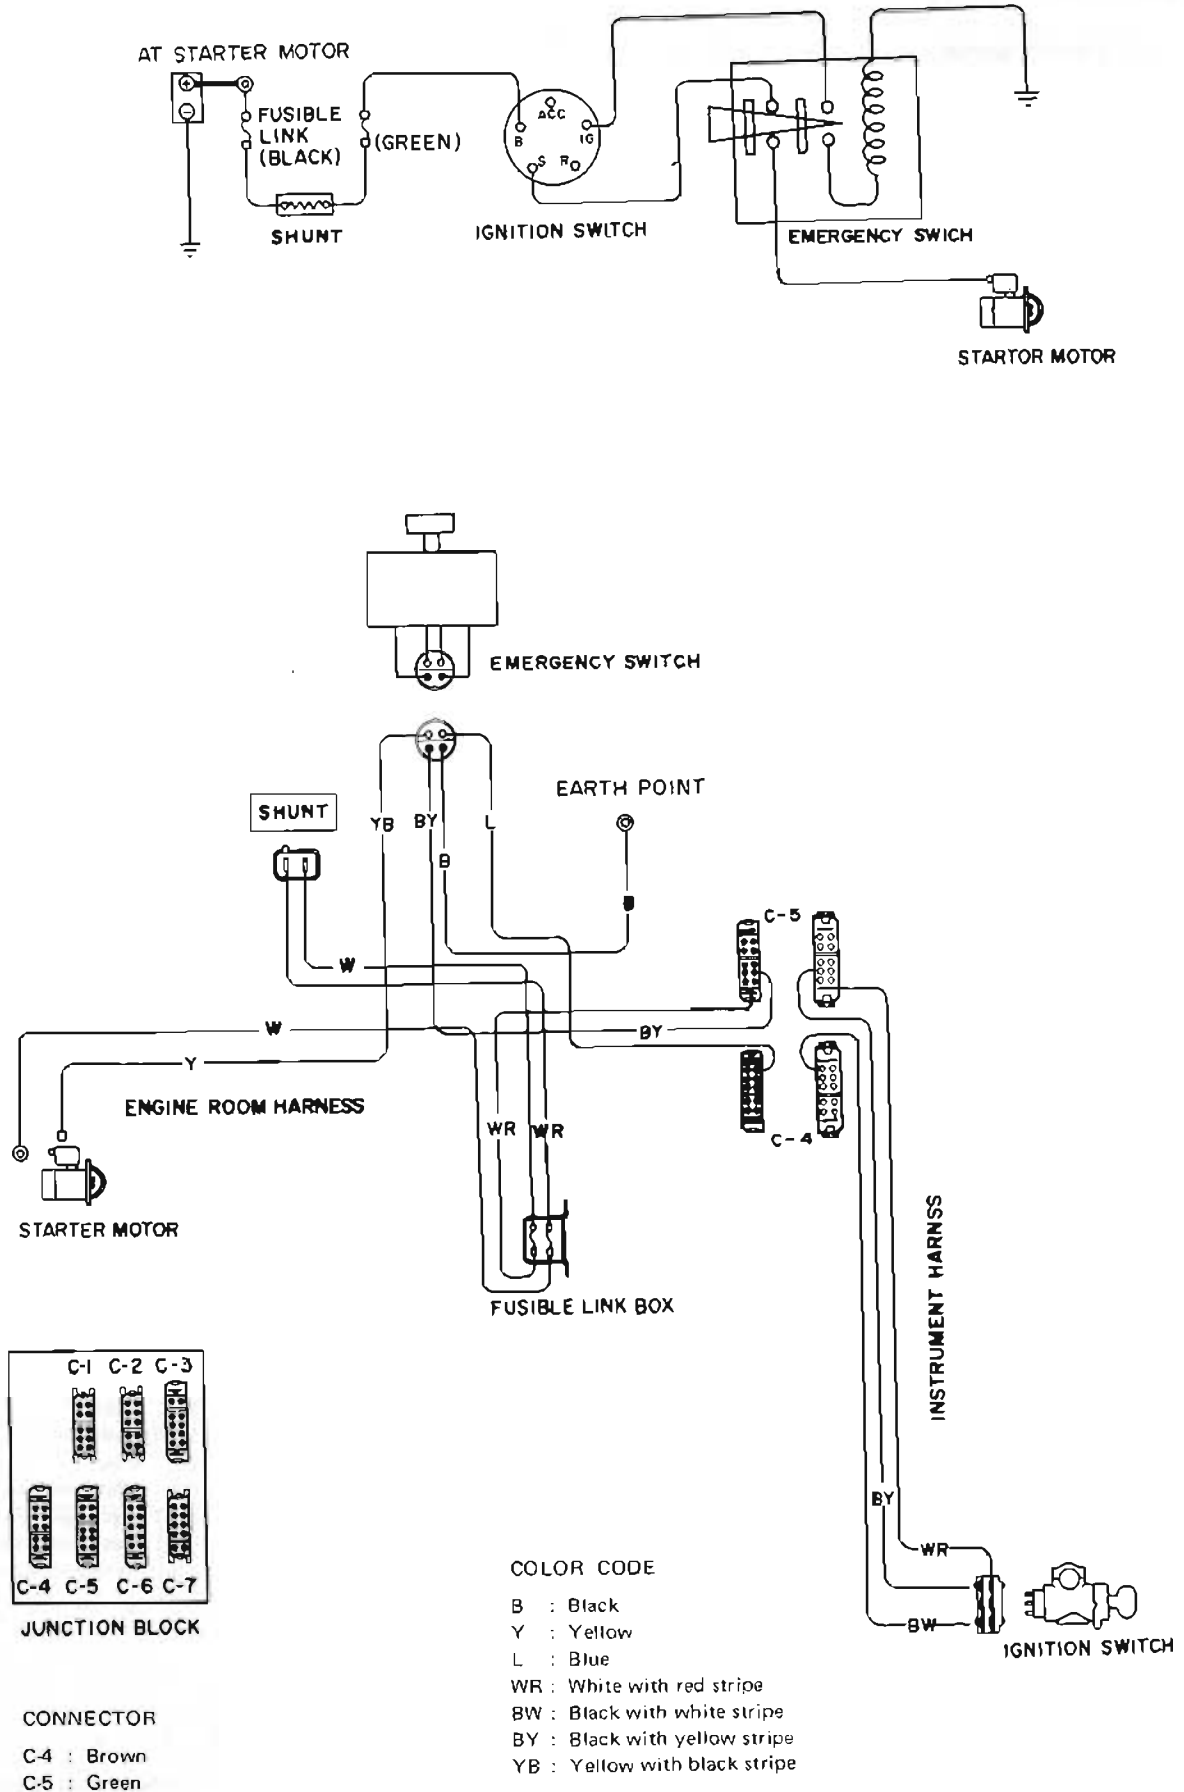 AT STARTER MOTOR
+
−
FUSIBLE
LINK
(BLACK)
(GREEN)
SHUNT
ACC
B
IG
S
R
IGNITION SWITCH
EMERGENCY SWICH
STARTOR MOTOR
EMERGENCY SWITCH
EARTH POINT
SHUNT
YB
BY
L
B
B
C-5
W
W
BY
Y
ENGINE ROOM HARNESS
WR
WR
C-4
STARTER MOTOR
INSTRUMENT HARNSS
FUSIBLE LINK BOX
C-1 C-2 C-3
C-4 C-5 C-6 C-7
JUNCTION BLOCK
BY
WR
BW
IGNITION SWITCH
COLOR CODE
B : Black
Y : Yellow
L : Blue
WR : White with red stripe
BW : Black with white stripe
BY : Black with yellow stripe
YB : Yellow with black stripe
CONNECTOR
C-4 : Brown
C-5 : Green